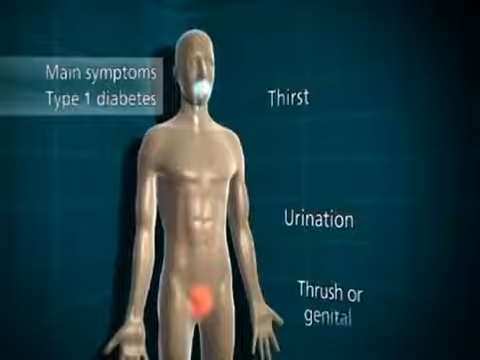 Main symptoms
Type 1 diabetes
Thirst
Urination
Thrush or
genital